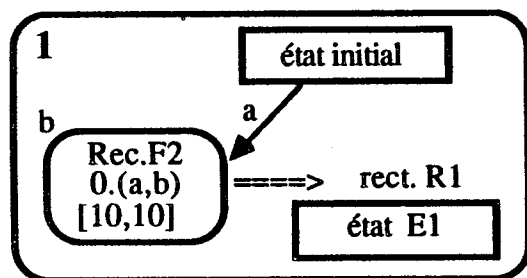 1
état initial
a
b
Rec.F2
0.(a,b) ====> rect. R1
[10,10]
état E1